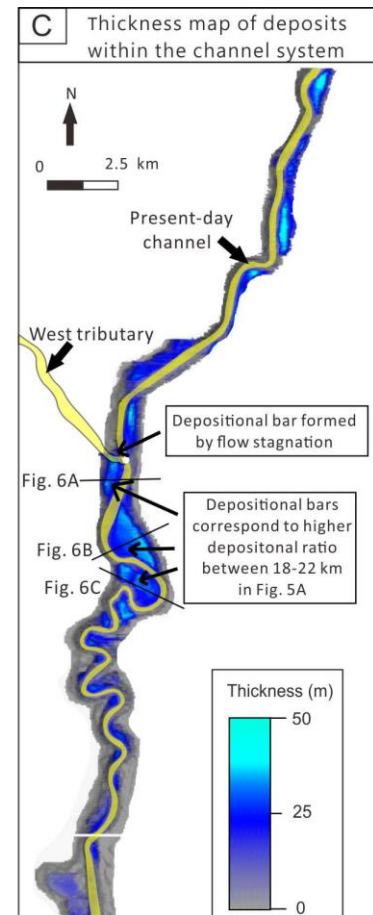 C
Thickness map of deposits
within the channel system
N
0 2.5 km
Present-day
channel
West tributary
Depositional bar formed
by flow stagnation
Fig. 6A
Depositional bars
correspond to higher
depositonal ratio
between 18-22 km
in Fig. 5A
Fig. 6B
Fig. 6C
Thickness (m)
50
25
0